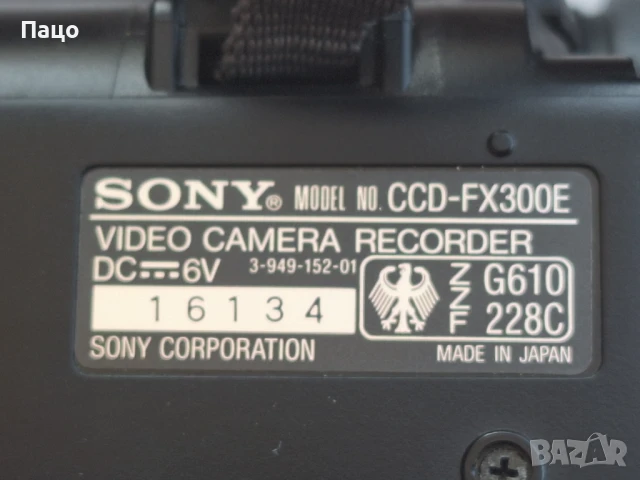 Пацо
SONY® MODEL NO. CCD-FX300E
VIDEO CAMERA RECORDER
DC 6V 3-949-152-01
16134
ZZF G610 228C
SONY CORPORATION
MADE IN JAPAN
BAZAR